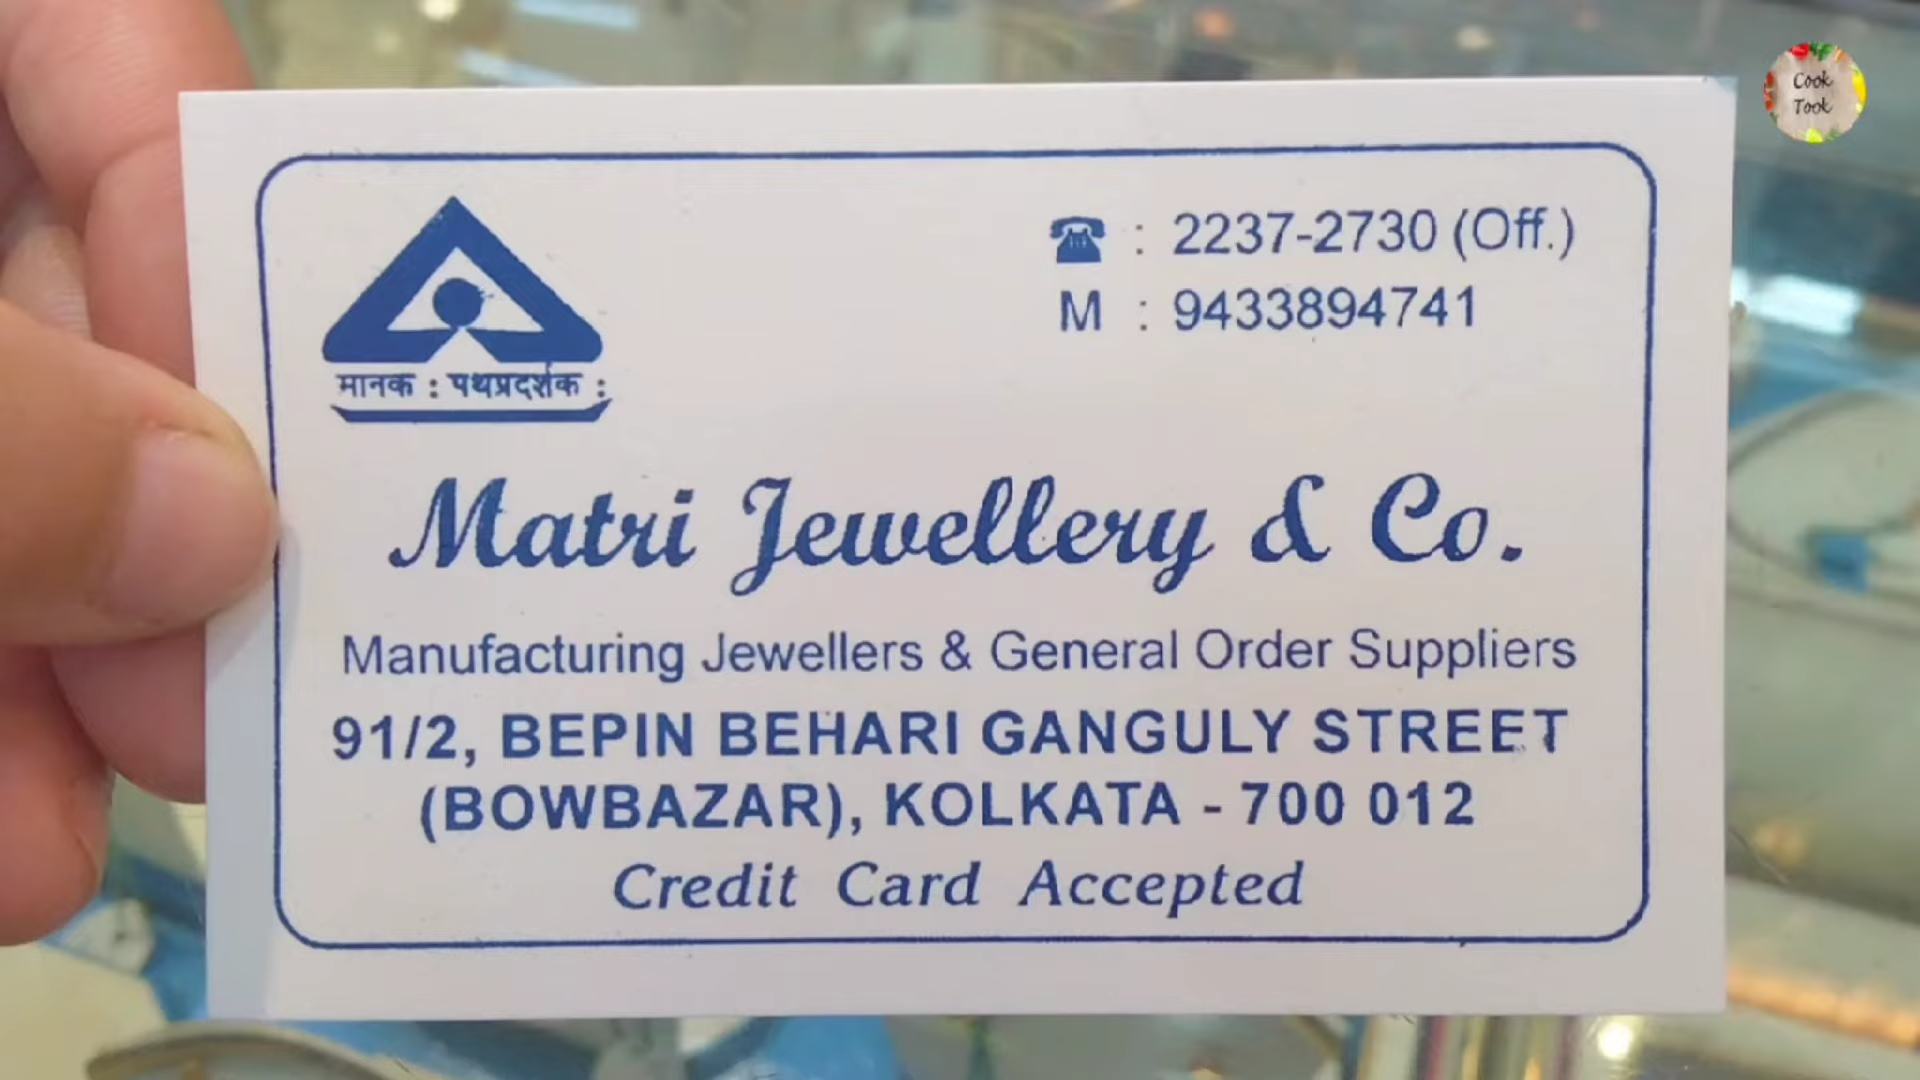 Cook
Took
☎ : 2237-2730 (Off.)
M : 9433894741
मानक : पथप्रदर्शक :
Matri Jewellery & Co.
Manufacturing Jewellers & General Order Suppliers
91/2, BEPIN BEHARI GANGULY STREET
(BOWBAZAR), KOLKATA - 700 012
Credit Card Accepted